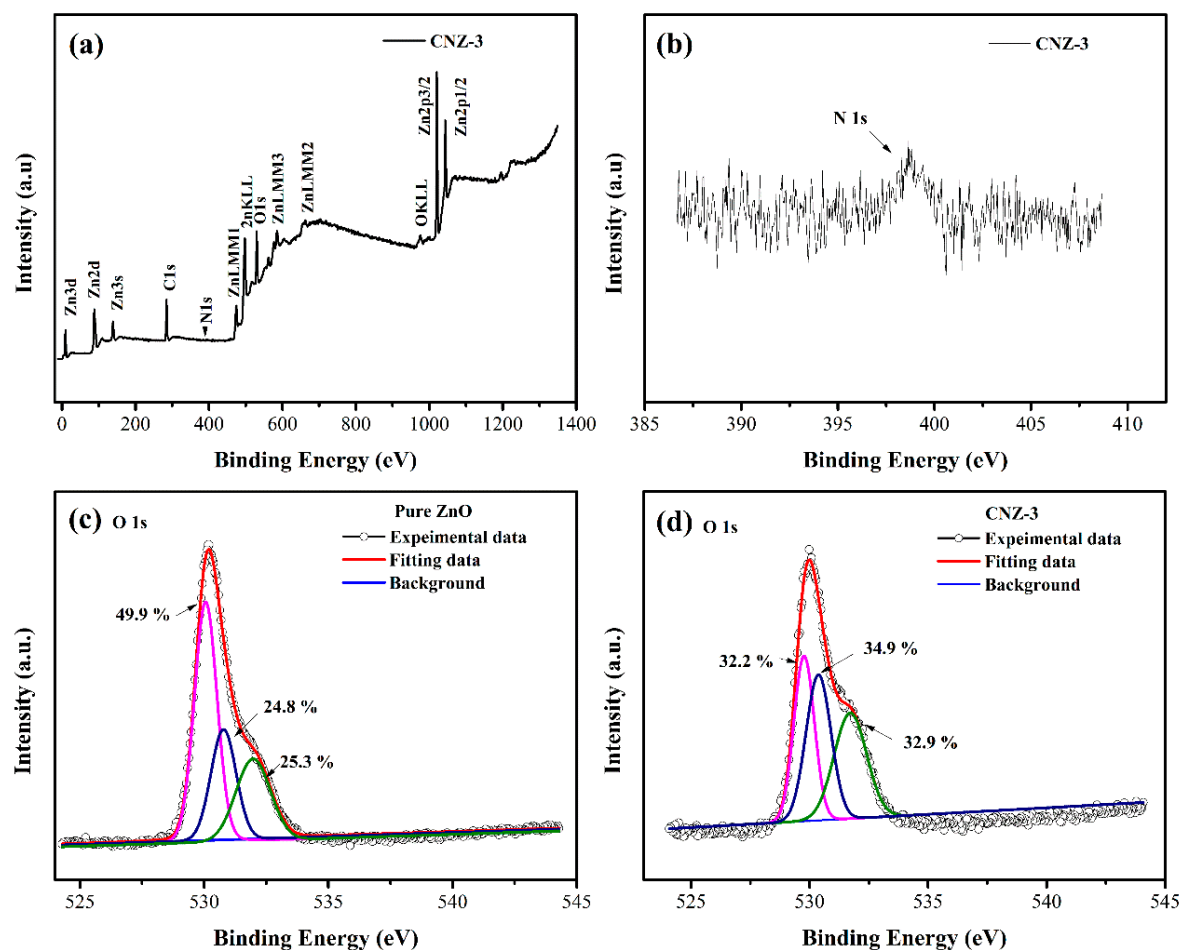 (a)
CNZ-3
Zn3d
Zn2d
Zn3s
C1s
N1s
ZnLMM1
2nKLL
O1s
ZnLMM3
ZnLMM2
OKLL
Zn2p3/2
Zn2p1/2
Intensity (a.u)
0 200 400 600 800 1000 1200 1400
Binding Energy (eV)
(b)
CNZ-3
N 1s
Intensity (a.u)
385 390 395 400 405 410
Binding Energy (eV)
(c) O 1s
Pure ZnO
Expeimental data
Fitting data
Background
49.9 %
24.8 %
25.3 %
Intensity (a.u.)
525 530 535 540 545
Binding Energy (eV)
(d) O 1s
CNZ-3
Expeimental data
Fitting data
Background
32.2 %
34.9 %
32.9 %
Intensity (a.u.)
525 530 535 540 545
Binding Energy (eV)